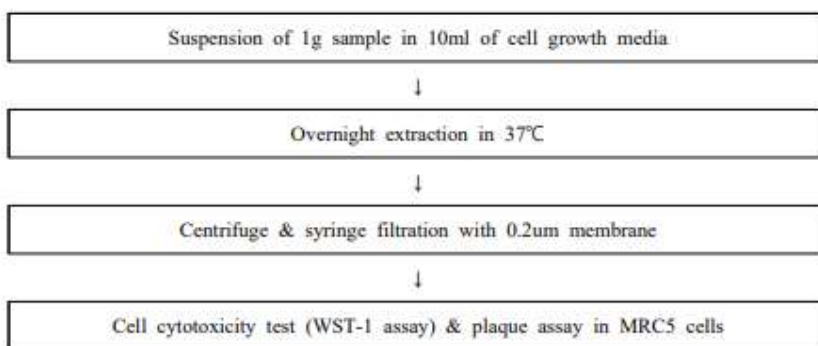 Suspension of 1g sample in 10ml of cell growth media
↓
Overnight extraction in 37℃
↓
Centrifuge & syringe filtration with 0.2um membrane
↓
Cell cytotoxicity test (WST-1 assay) & plaque assay in MRC5 cells